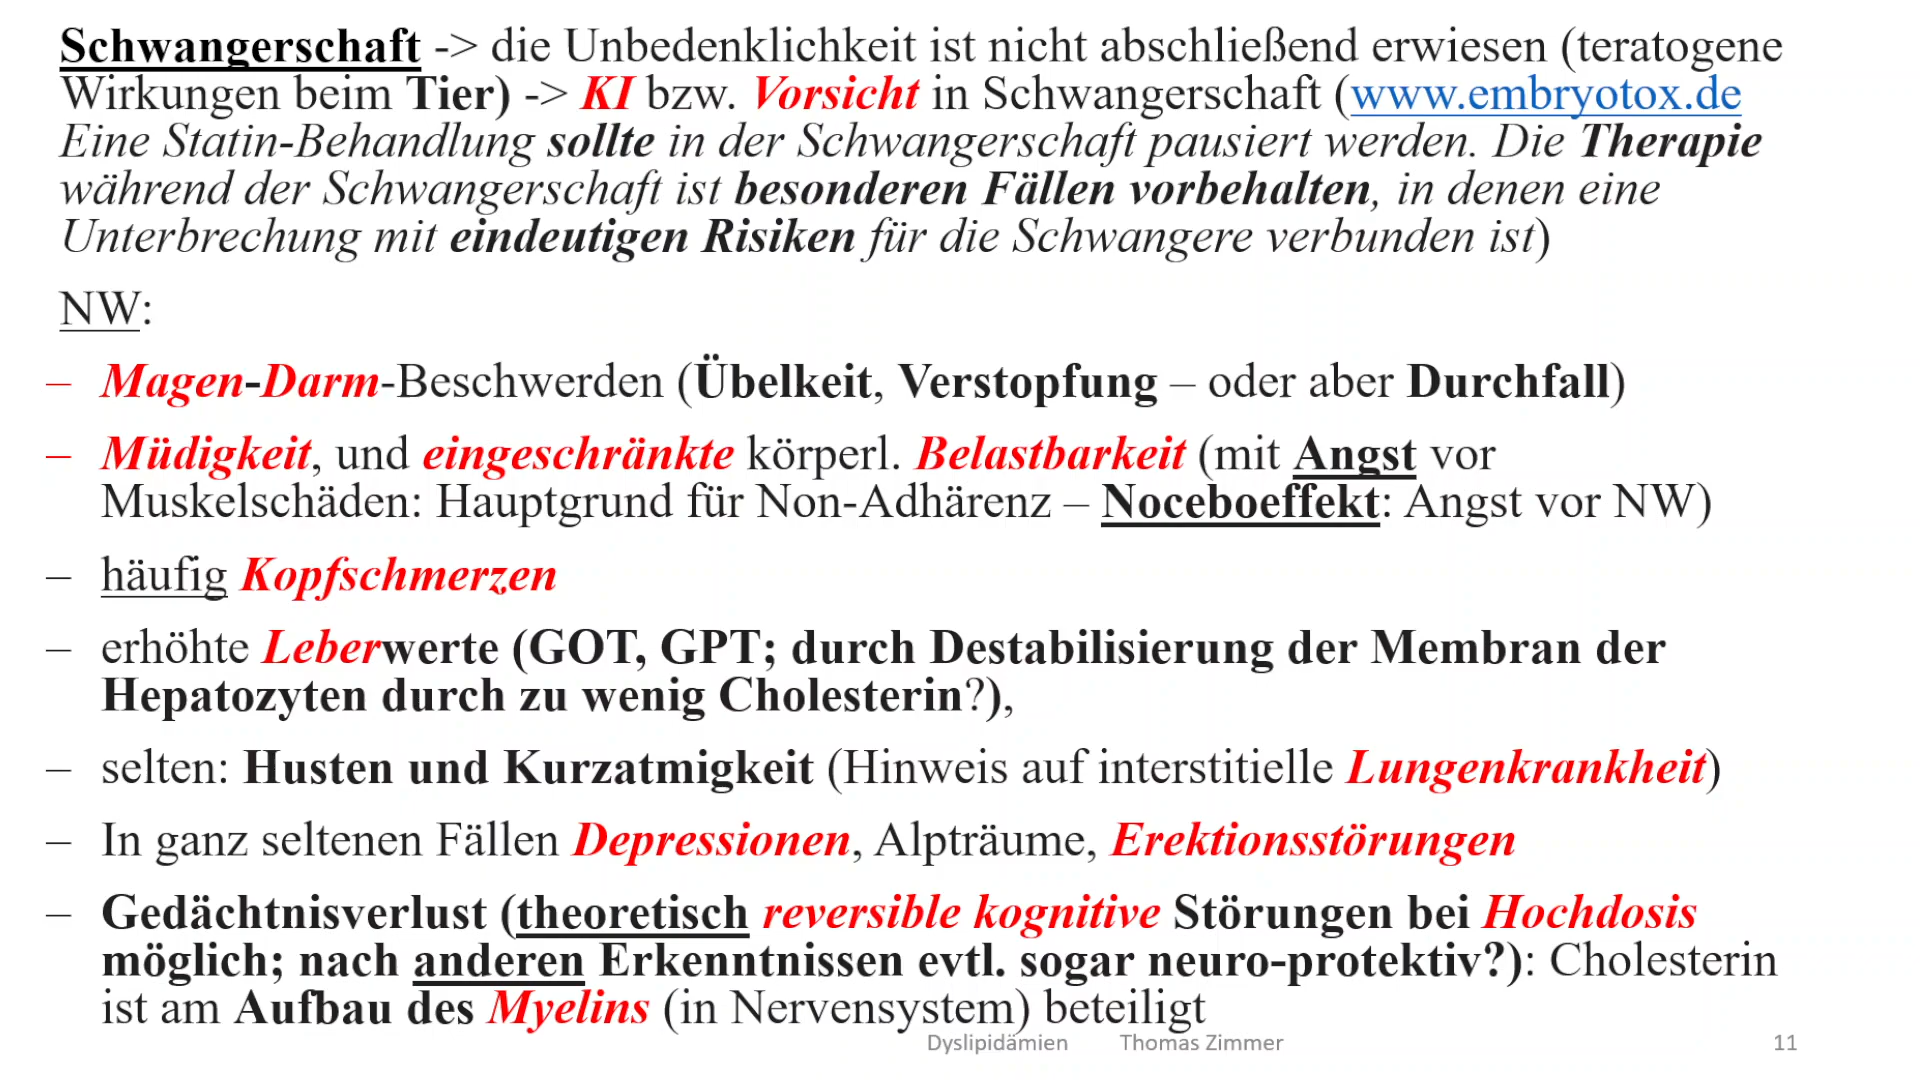 Schwangerschaft -> die Unbedenklichkeit ist nicht abschließend erwiesen (teratogene
Wirkungen beim Tier) -> KI bzw. Vorsicht in Schwangerschaft (www.embryotox.de
Eine Statin-Behandlung sollte in der Schwangerschaft pausiert werden. Die Therapie
während der Schwangerschaft ist besonderen Fällen vorbehalten, in denen eine
Unterbrechung mit eindeutigen Risiken für die Schwangere verbunden ist)
NW:
– Magen-Darm-Beschwerden (Übelkeit, Verstopfung – oder aber Durchfall)
– Müdigkeit, und eingeschränkte körperl. Belastbarkeit (mit Angst vor
Muskelschäden: Hauptgrund für Non-Adhärenz – Noceboeffekt: Angst vor NW)
– häufig Kopfschmerzen
– erhöhte Leberwerte (GOT, GPT; durch Destabilisierung der Membran der
Hepatozyten durch zu wenig Cholesterin?),
– selten: Husten und Kurzatmigkeit (Hinweis auf interstitielle Lungenkrankheit)
– In ganz seltenen Fällen Depressionen, Alpträume, Erektionsstörungen
– Gedächtnisverlust (theoretisch reversible kognitive Störungen bei Hochdosis
möglich; nach anderen Erkenntnissen evtl. sogar neuro-protektiv?): Cholesterin
ist am Aufbau des Myelins (in Nervensystem) beteiligt
Dyslipidämien Thomas Zimmer 11